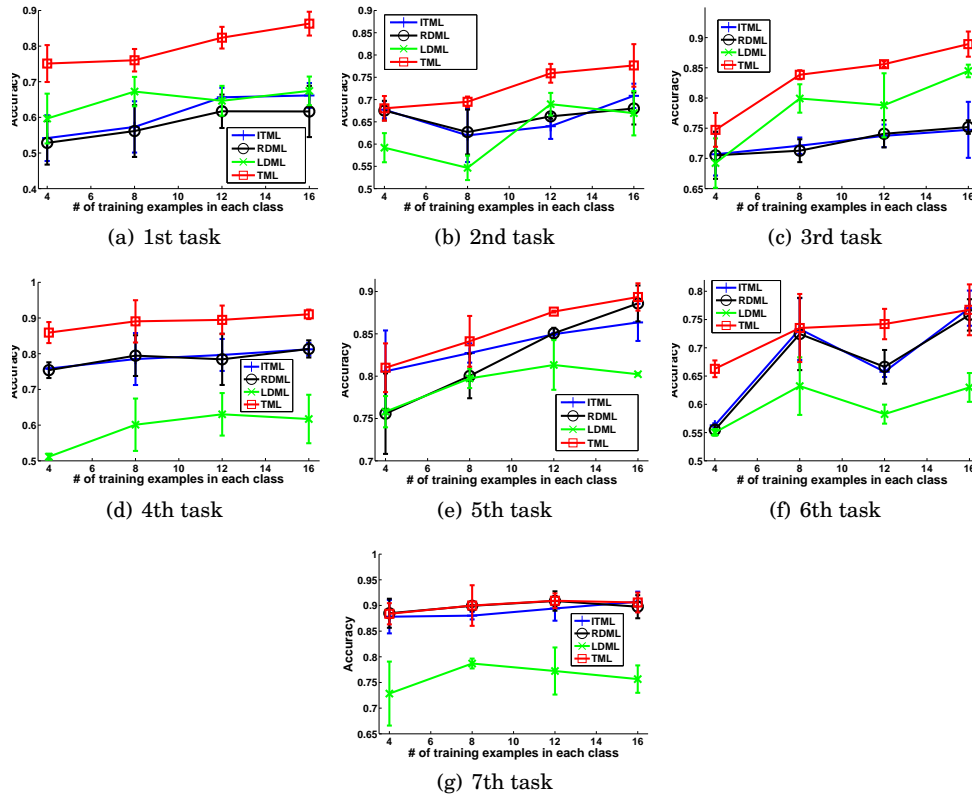 0.9
0.8
0.7
0.6
0.5
0.4
Accuracy
4 6 8 10 12 14 16
# of training examples in each class
ITML
RDML
LDML
TML
(a) 1st task
0.9
0.85
0.8
0.75
0.7
0.65
0.6
0.55
0.5
Accuracy
4 6 8 10 12 14 16
# of training examples in each class
ITML
RDML
LDML
TML
(b) 2nd task
0.9
0.85
0.8
0.75
0.7
0.65
Accuracy
4 6 8 10 12 14 16
# of training examples in each class
ITML
RDML
LDML
TML
(c) 3rd task
1
0.9
0.8
0.7
0.6
0.5
Accuracy
4 6 8 10 12 14 16
# of training examples in each class
ITML
RDML
LDML
TML
(d) 4th task
0.9
0.85
0.8
0.75
0.7
Accuracy
4 6 8 10 12 14 16
# of training examples in each class
ITML
RDML
LDML
TML
(e) 5th task
0.8
0.75
0.7
0.65
0.6
0.55
0.5
Accuracy
4 6 8 10 12 14 16
# of training examples in each class
ITML
RDML
LDML
TML
(f) 6th task
1
0.95
0.9
0.85
0.8
0.75
0.7
0.65
Accuracy
4 6 8 10 12 14 16
# of training examples in each class
ITML
RDML
LDML
TML
(g) 7th task